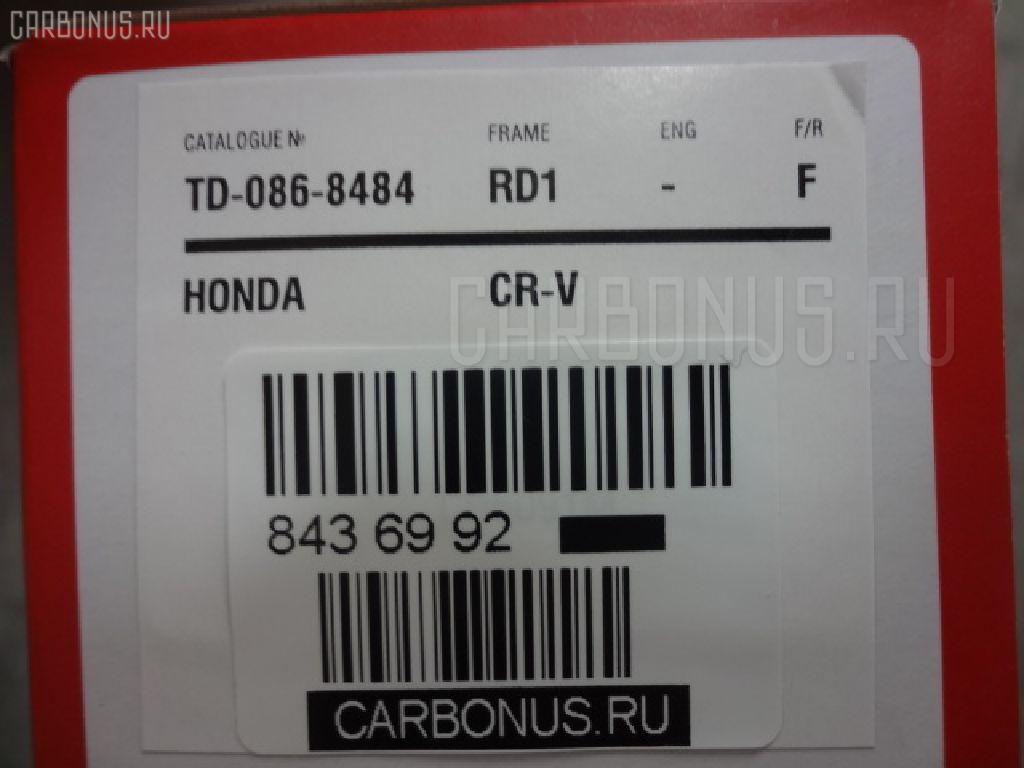 CARBONUS.RU
CATALOGUE № FRAME ENG F/R
TD-086-8484 RD1 - F
HONDA CR-V
CARBONUS.RU
843 69 92
CARBONUS.RU